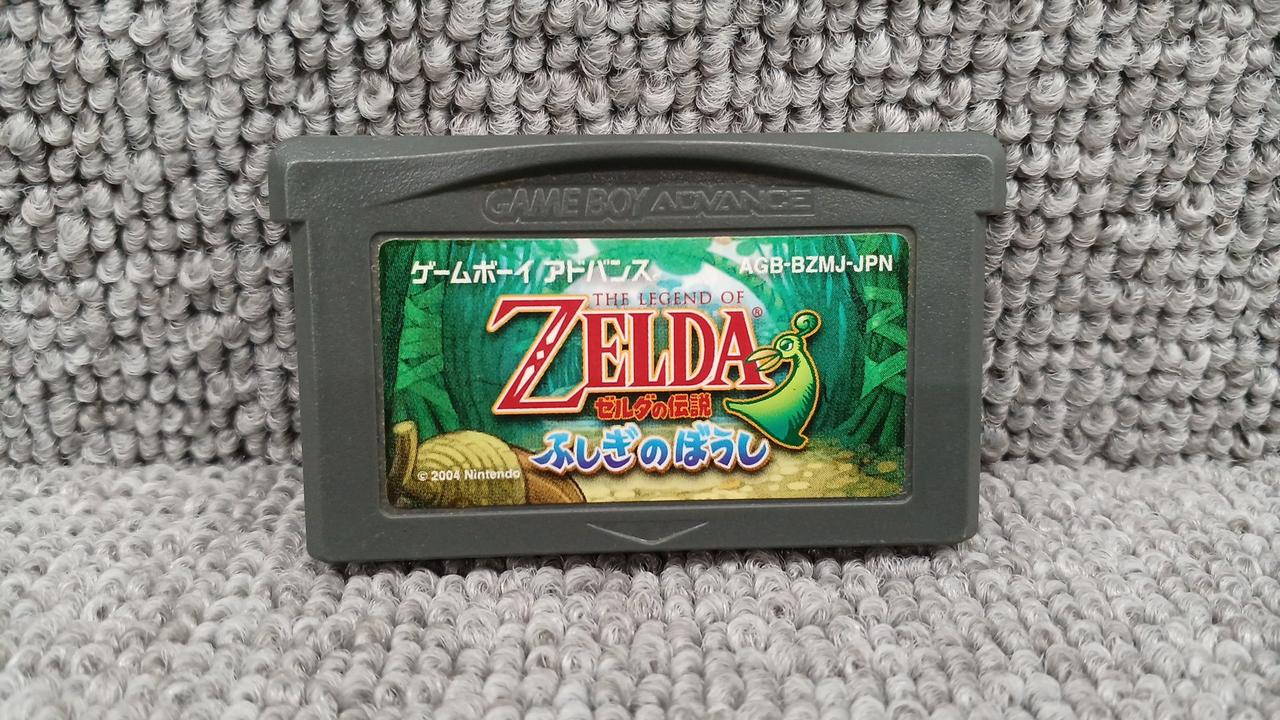 GAME BOY ADVANCE
ゲームボーイ アドバンス AGB-BZMJ-JPN
THE LEGEND OF
ZELDA®
ゼルダの伝説
ふしぎのぼうし
© 2004 Nintendo